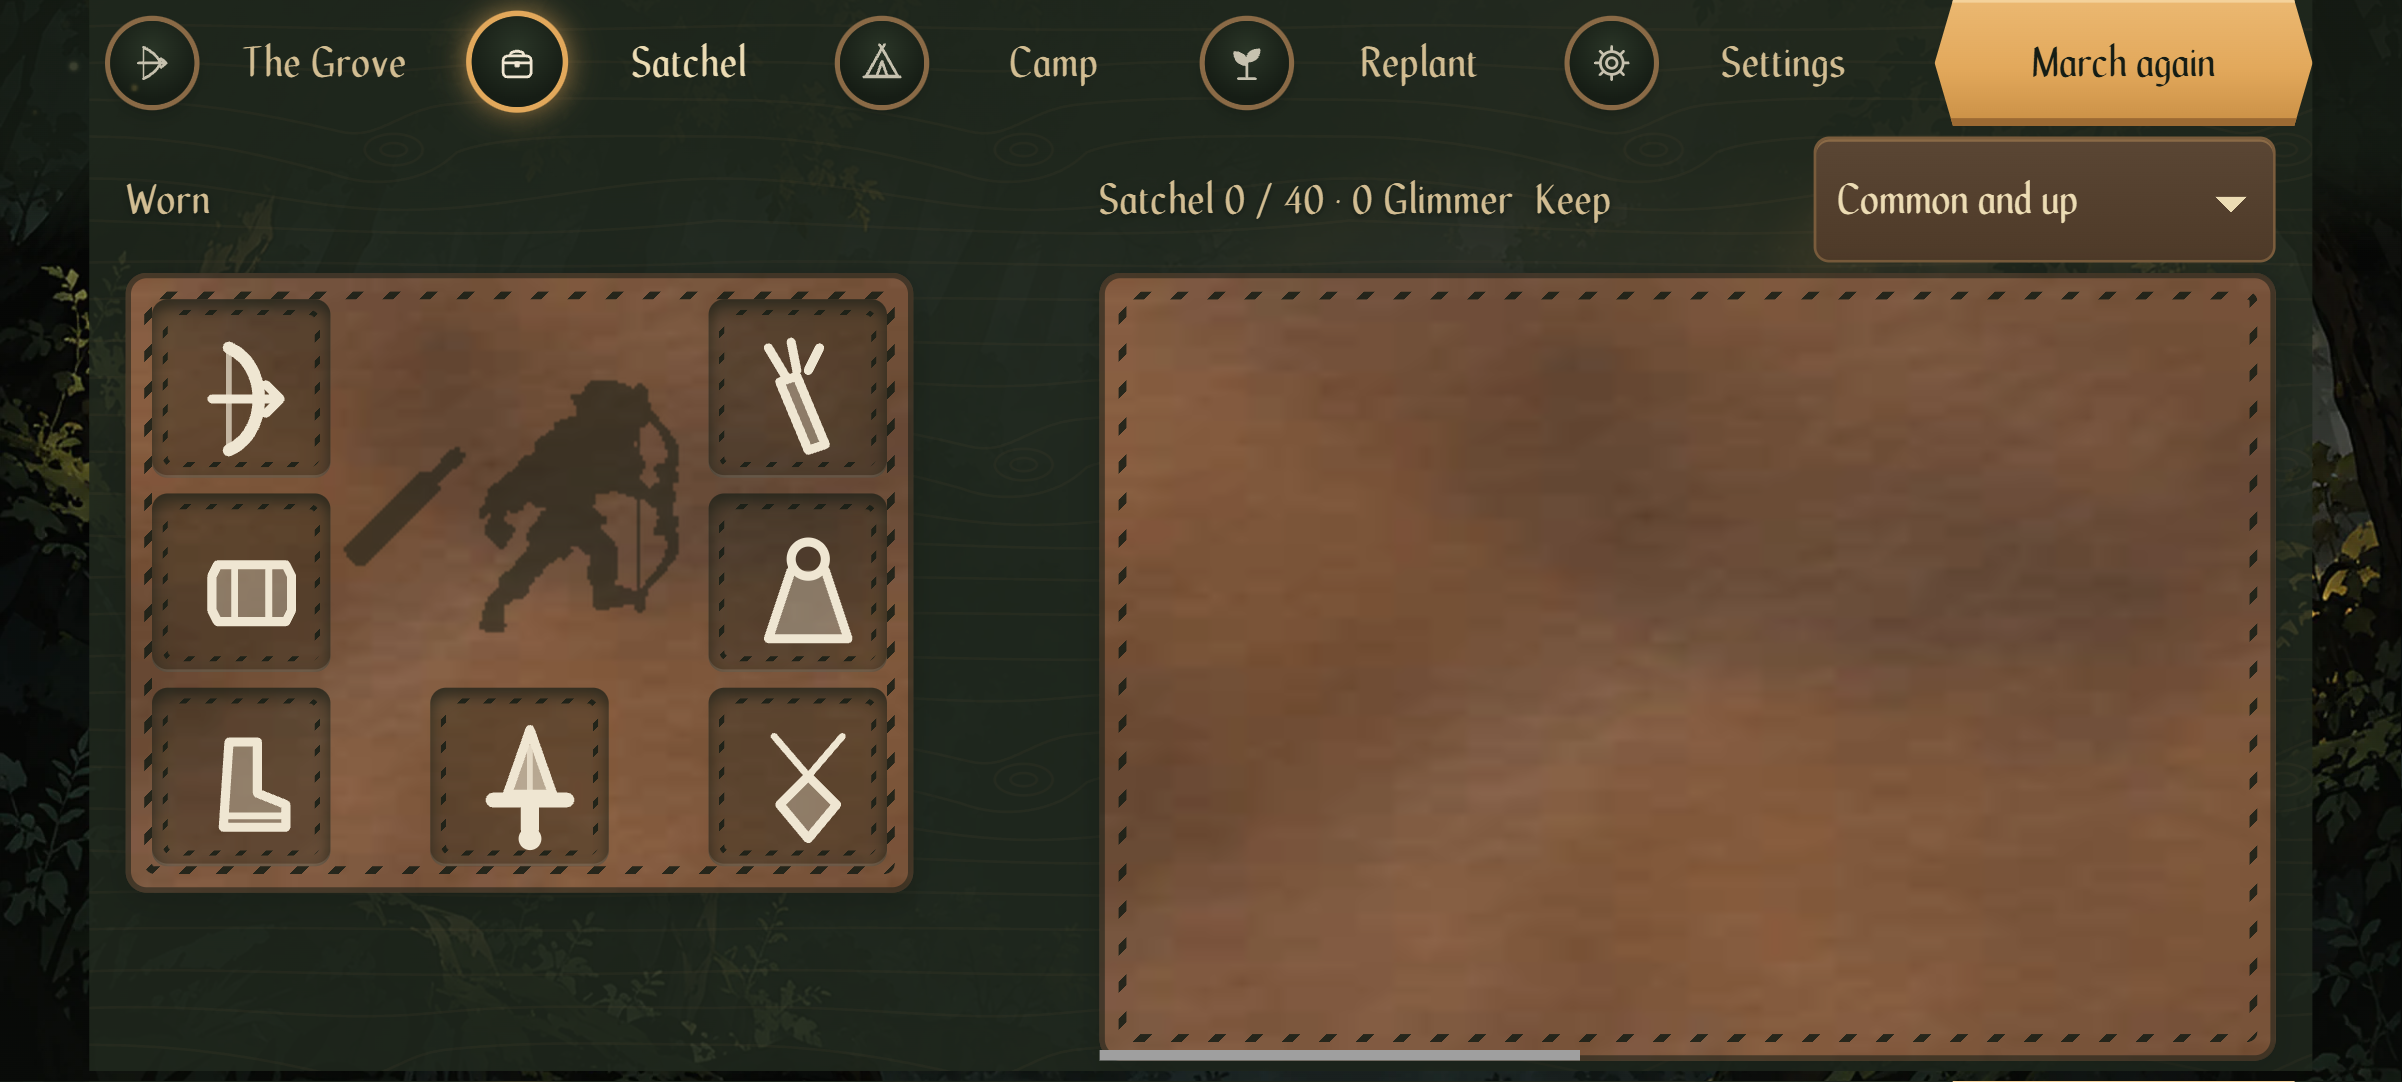 The Grove
Satchel
Camp
Replant
Settings
March again
Worn
Satchel 0 / 40 · 0 Glimmer Keep
Common and up